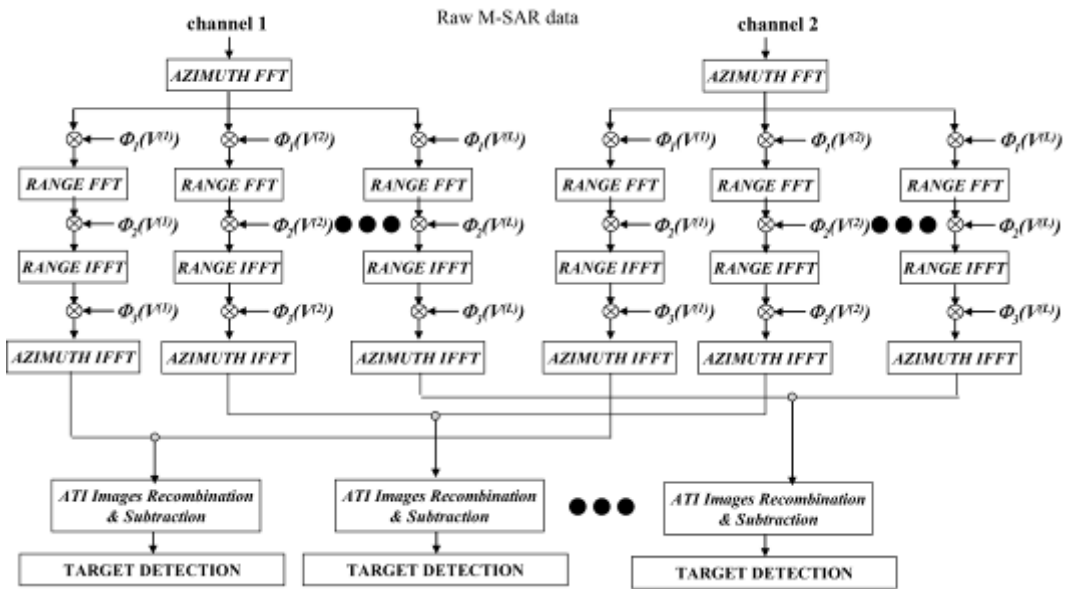 Raw M-SAR data
channel 1 channel 2
AZIMUTH FFT AZIMUTH FFT
Φ1(V(1)) Φ1(V(2)) Φ1(V(L)) Φ1(V(1)) Φ1(V(2)) Φ1(V(L))
RANGE FFT RANGE FFT RANGE FFT RANGE FFT RANGE FFT RANGE FFT
Φ2(V(1)) Φ2(V(2)) Φ2(V(L)) Φ2(V(1)) Φ2(V(2)) Φ2(V(L))
RANGE IFFT RANGE IFFT RANGE IFFT RANGE IFFT RANGE IFFT RANGE IFFT
Φ3(V(1)) Φ3(V(2)) Φ3(V(L)) Φ3(V(1)) Φ3(V(2)) Φ3(V(L))
AZIMUTH IFFT AZIMUTH IFFT AZIMUTH IFFT AZIMUTH IFFT AZIMUTH IFFT AZIMUTH IFFT
ATI Images Recombination
& Subtraction
ATI Images Recombination
& Subtraction
ATI Images Recombination
& Subtraction
TARGET DETECTION TARGET DETECTION TARGET DETECTION